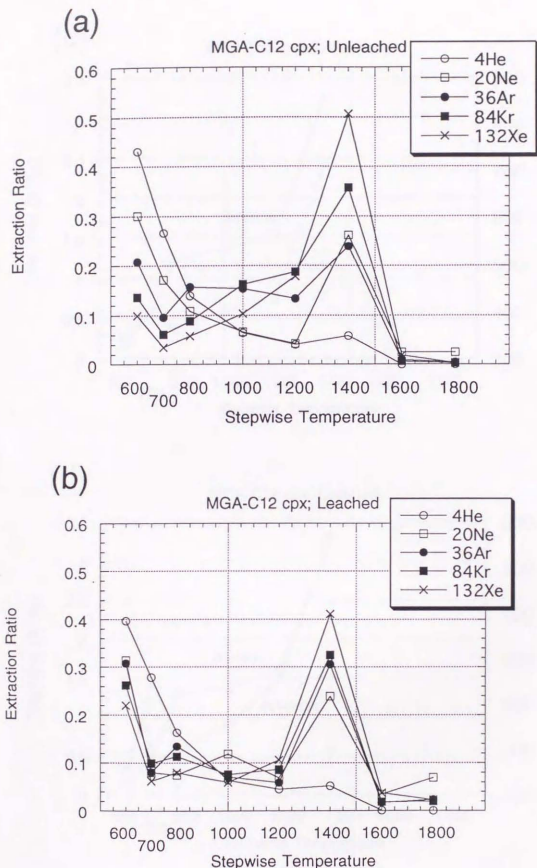 (a)
MGA-C12 cpx; Unleached
4He
20Ne
36Ar
84Kr
132Xe
0.6
0.5
0.4
0.3
0.2
0.1
0
Extraction Ratio
600 800 1000 1200 1400 1600 1800
700
Stepwise Temperature
(b)
MGA-C12 cpx; Leached
4He
20Ne
36Ar
84Kr
132Xe
0.6
0.5
0.4
0.3
0.2
0.1
0
Extraction Ratio
600 800 1000 1200 1400 1600 1800
700
Stepwise Temperature